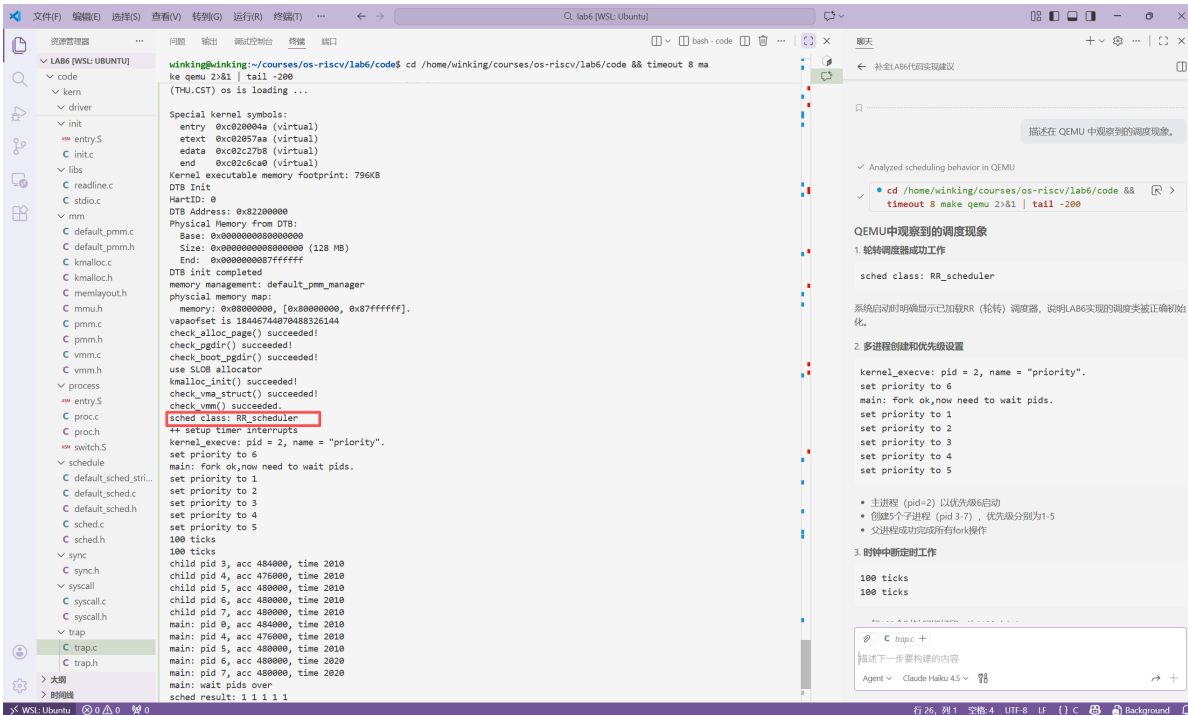 文件(F) 编辑(E) 选择(S) 查看(V) 转到(G) 运行(R) 终端(T) ··· lab6 [WSL: Ubuntu]
资源管理器 ···
LAB6 [WSL: UBUNTU]
code
kern
driver
init
ASM entry.S
C init.c
libs
C readline.c
C stdio.c
mm
C default_pmm.c
C default_pmm.h
C kmalloc.c
C kmalloc.h
C memlayout.h
C mmu.h
C pmm.c
C pmm.h
C vmm.c
C vmm.h
process
ASM entry.S
C proc.c
C proc.h
ASM switch.S
schedule
C default_sched_stri...
C default_sched.c
C default_sched.h
C sched.c
C sched.h
sync
C sync.h
syscall
C syscall.c
C syscall.h
trap
C trap.c
C trap.h
大纲
时间线
问题 输出 调试控制台 终端 端口 bash - code ···
winking@winking:~/courses/os-riscv/lab6/code$ cd /home/winking/courses/os-riscv/lab6/code && timeout 8 ma
ke qemu 2>&1 | tail -200
(THU.CST) os is loading ...
Special kernel symbols:
entry 0xc020004a (virtual)
etext 0xc02057aa (virtual)
edata 0xc02c27b8 (virtual)
end 0xc02c6ca0 (virtual)
Kernel executable memory footprint: 796KB
DTB Init
HartID: 0
DTB Address: 0x82200000
Physical Memory from DTB:
Base: 0x0000000080000000
Size: 0x0000000008000000 (128 MB)
End: 0x0000000087ffffff
DTB init completed
memory management: default_pmm_manager
physcial memory map:
memory: 0x08000000, [0x80000000, 0x87ffffff].
vapaofset is 18446744070488326144
check_alloc_page() succeeded!
check_pgdir() succeeded!
check_boot_pgdir() succeeded!
use SLOB allocator
kmalloc_init() succeeded!
check_vma_struct() succeeded!
check_vmm() succeeded.
sched class: RR_scheduler
++ setup timer interrupts
kernel_execve: pid = 2, name = "priority".
set priority to 6
main: fork ok,now need to wait pids.
set priority to 1
set priority to 2
set priority to 3
set priority to 4
set priority to 5
100 ticks
100 ticks
child pid 3, acc 484000, time 2010
child pid 4, acc 476000, time 2010
child pid 5, acc 480000, time 2010
child pid 6, acc 480000, time 2010
child pid 7, acc 480000, time 2010
main: pid 0, acc 484000, time 2010
main: pid 4, acc 476000, time 2010
main: pid 5, acc 480000, time 2010
main: pid 6, acc 480000, time 2020
main: pid 7, acc 480000, time 2020
main: wait pids over
sched result: 1 1 1 1 1
聊天
补全LAB6代码实现建议
描述在 QEMU 中观察到的调度现象。
Analyzed scheduling behavior in QEMU
cd /home/winking/courses/os-riscv/lab6/code &&
timeout 8 make qemu 2>&1 | tail -200
QEMU中观察到的调度现象
1. 轮转调度器成功工作
sched class: RR_scheduler
系统启动时明确显示已加载RR（轮转）调度器，说明LAB6实现的调度类被正确初始
化。
2. 多进程创建和优先级设置
kernel_execve: pid = 2, name = "priority".
set priority to 6
main: fork ok,now need to wait pids.
set priority to 1
set priority to 2
set priority to 3
set priority to 4
set priority to 5
• 主进程（pid=2）以优先级6启动
• 创建5个子进程（pid 3-7），优先级分别为1-5
• 父进程成功完成所有fork操作
3. 时钟中断定时工作
100 ticks
100 ticks
C trap.c +
描述下一步要构建的内容
Agent Claude Haiku 4.5
WSL: Ubuntu 0 0 0 行 26，列 1 空格: 4 UTF-8 LF {} C Background